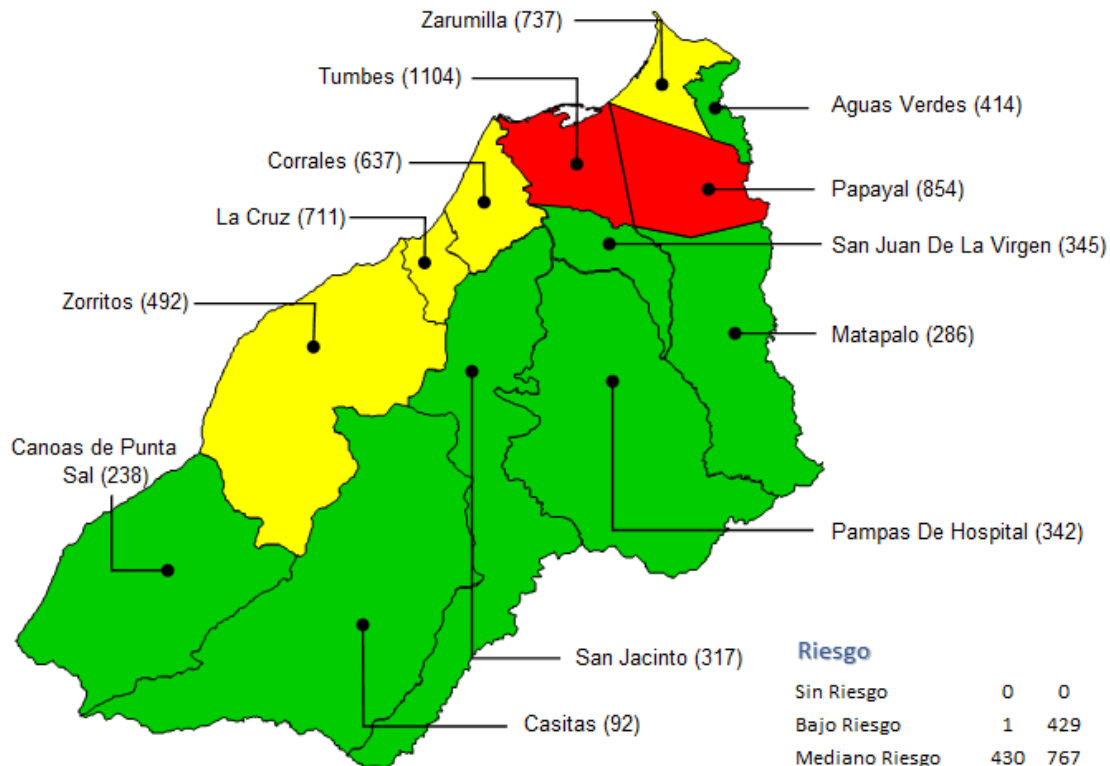 Zarumilla (737)
Tumbes (1104)
Aguas Verdes (414)
Corrales (637)
Papayal (854)
La Cruz (711)
San Juan De La Virgen (345)
Zorritos (492)
Matapalo (286)
Canoas de Punta
Sal (238)
Pampas De Hospital (342)
San Jacinto (317)
Casitas (92)
Riesgo
Sin Riesgo 0 0
Bajo Riesgo 1 429
Mediano Riesgo 430 767